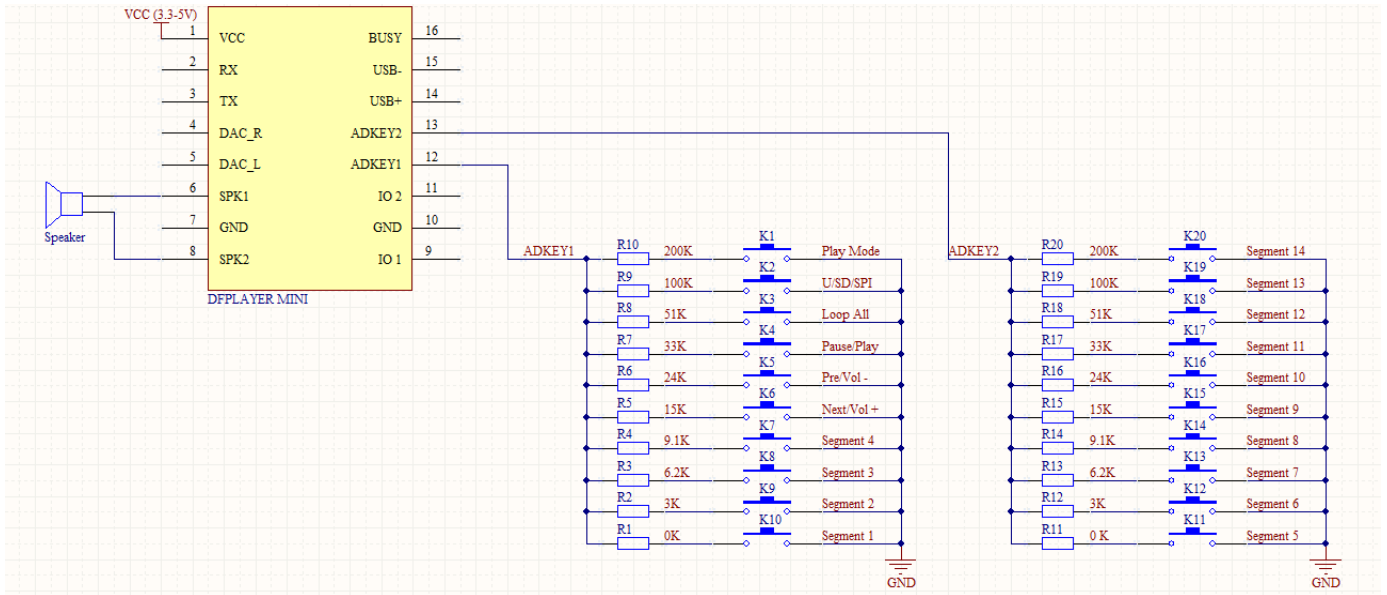 VCC (3.3-5V)
1 VCC BUSY 16
2 RX USB- 15
3 TX USB+ 14
4 DAC_R ADKEY2 13
5 DAC_L ADKEY1 12
6 SPK1 IO 2 11
7 GND GND 10
8 SPK2 IO 1 9
Speaker
DFPLAYER MINI
ADKEY1 R10 200K K1 Play Mode
R9 100K K2 U/SD/SPI
R8 51K K3 Loop All
R7 33K K4 Pause/Play
R6 24K K5 Pre/Vol -
R5 15K K6 Next/Vol +
R4 9.1K K7 Segment 4
R3 6.2K K8 Segment 3
R2 3K K9 Segment 2
R1 0K K10 Segment 1
GND
ADKEY2 R20 200K K20 Segment 14
R19 100K K19 Segment 13
R18 51K K18 Segment 12
R17 33K K17 Segment 11
R16 24K K16 Segment 10
R15 15K K15 Segment 9
R14 9.1K K14 Segment 8
R13 6.2K K13 Segment 7
R12 3K K12 Segment 6
R11 0 K K11 Segment 5
GND